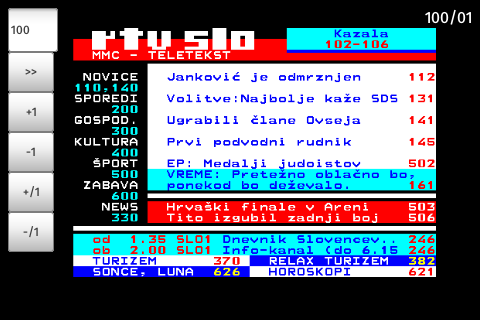 100
100/01
rtv slo
Kazala
102-106
MMC - TELETEKST
>>
NOVICE Janković je odmrznjen 112
110,140
SPOREDI Volitve:Najbolje kaže SDS 131
+1
200
GOSPOD. Ugrabili člane Ovseja 141
300
KULTURA Prvi podvodni rudnik 145
-1
400
ŠPORT EP: Medalji judoistov 502
500 VREME: Pretežno oblačno bo,
ZABAVA ponekod bo deževalo. 161
+/1
600
NEWS Hrvaški finale v Areni 503
330 Tito izgubil zadnji boj 506
-/1
od 1.35 SLO1 Dnevnik Slovencev.. 246
ob 2.00 SLO1 Info-kanal (do 6.15 246
TURIZEM 370 RELAX TURIZEM 382
SONCE, LUNA 626 HOROSKOPI 621